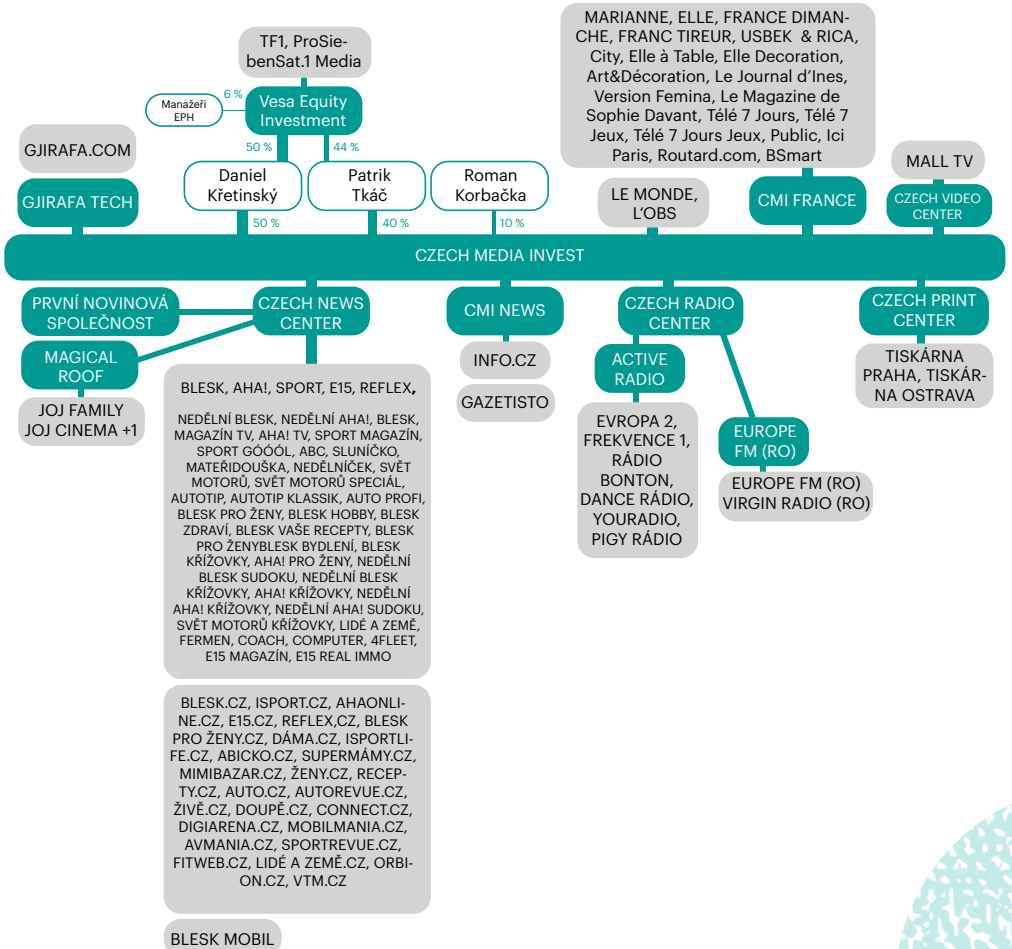 MARIANNE, ELLE, FRANCE DIMAN-
CHE, FRANC TIREUR, USBEK & RICA,
City, Elle à Table, Elle Decoration,
Art&Décoration, Le Journal d'Ines,
Version Femina, Le Magazine de
Sophie Davant, Télé 7 Jours, Télé 7
Jeux, Télé 7 Jours Jeux, Public, Ici
Paris, Routard.com, BSmart
TF1, ProSie-
benSat.1 Media
Manažeři
EPH
6 %
Vesa Equity
Investment
50 %
44 %
GJIRAFA.COM
GJIRAFA TECH
Daniel
Křetínský
Patrik
Tkáč
Roman
Korbačka
50 %
40 %
10 %
LE MONDE,
L'OBS
CMI FRANCE
MALL TV
CZECH VIDEO
CENTER
CZECH MEDIA INVEST
PRVNÍ NOVINOVÁ
SPOLEČNOST
CZECH NEWS
CENTER
CMI NEWS
CZECH RADIO
CENTER
CZECH PRINT
CENTER
MAGICAL
ROOF
JOJ FAMILY
JOJ CINEMA +1
INFO.CZ
GAZETISTO
ACTIVE
RADIO
TISKÁRNA
PRAHA, TISKÁR-
NA OSTRAVA
EVROPA 2,
FREKVENCE 1,
RÁDIO
BONTON,
DANCE RÁDIO,
YOURADIO,
PIGY RÁDIO
EUROPE
FM (RO)
EUROPE FM (RO)
VIRGIN RADIO (RO)
BLESK, AHA!, SPORT, E15, REFLEX,
NEDĚLNÍ BLESK, NEDĚLNÍ AHA!, BLESK,
MAGAZÍN TV, AHA! TV, SPORT MAGAZÍN,
SPORT GÓÓÓL, ABC, SLUNÍČKO,
MATEŘIDOUŠKA, NEDĚLNÍČEK, SVĚT
MOTORŮ, SVĚT MOTORŮ SPECIÁL,
AUTOTIP, AUTOTIP KLASSIK, AUTO PROFI,
BLESK PRO ŽENY, BLESK HOBBY, BLESK
ZDRAVÍ, BLESK VAŠE RECEPTY, BLESK
PRO ŽENYBLESK BYDLENÍ, BLESK
KŘÍŽOVKY, AHA! PRO ŽENY, NEDĚLNÍ
BLESK SUDOKU, NEDĚLNÍ BLESK
KŘÍŽOVKY, AHA! KŘÍŽOVKY, NEDĚLNÍ
AHA! KŘÍŽOVKY, NEDĚLNÍ AHA! SUDOKU,
SVĚT MOTORŮ KŘÍŽOVKY, LIDÉ A ZEMĚ,
FERMEN, COACH, COMPUTER, 4FLEET,
E15 MAGAZÍN, E15 REAL IMMO
BLESK.CZ, ISPORT.CZ, AHAONLI-
NE.CZ, E15.CZ, REFLEX,CZ, BLESK
PRO ŽENY.CZ, DÁMA.CZ, ISPORTLI-
FE.CZ, ABICKO.CZ, SUPERMÁMY.CZ,
MIMIBAZAR.CZ, ŽENY.CZ, RECEP-
TY.CZ, AUTO.CZ, AUTOREVUE.CZ,
ŽIVĚ.CZ, DOUPĚ.CZ, CONNECT.CZ,
DIGIARENA.CZ, MOBILMANIA.CZ,
AVMANIA.CZ, SPORTREVUE.CZ,
FITWEB.CZ, LIDÉ A ZEMĚ.CZ, ORBI-
ON.CZ, VTM.CZ
BLESK MOBIL